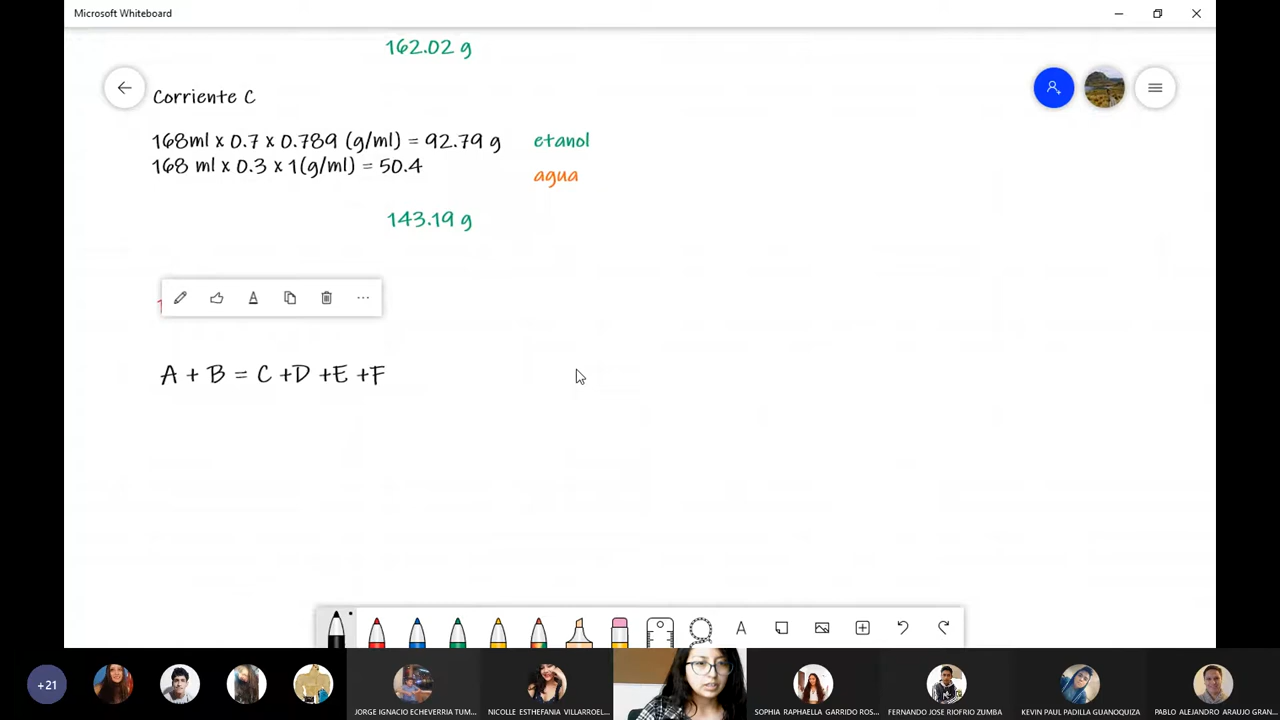 Microsoft Whiteboard
162.02 g
Corriente C
168ml x 0.7 x 0.789 (g/ml) = 92.79 g etanol
168 ml x 0.3 x 1(g/ml) = 50.4
agua
143.19 g
A + B = C +D +E +F
A
+21
JORGE IGNACIO ECHEVERRIA TUM...
NICOLLE ESTHEFANIA VILLARROEL...
SOPHIA RAPHAELLA GARRIDO ROS...
FERNANDO JOSE RIOFRIO ZUMBA
KEVIN PAUL PADILLA GUANOQUIZA
PABLO ALEJANDRO ARAUJO GRAN...